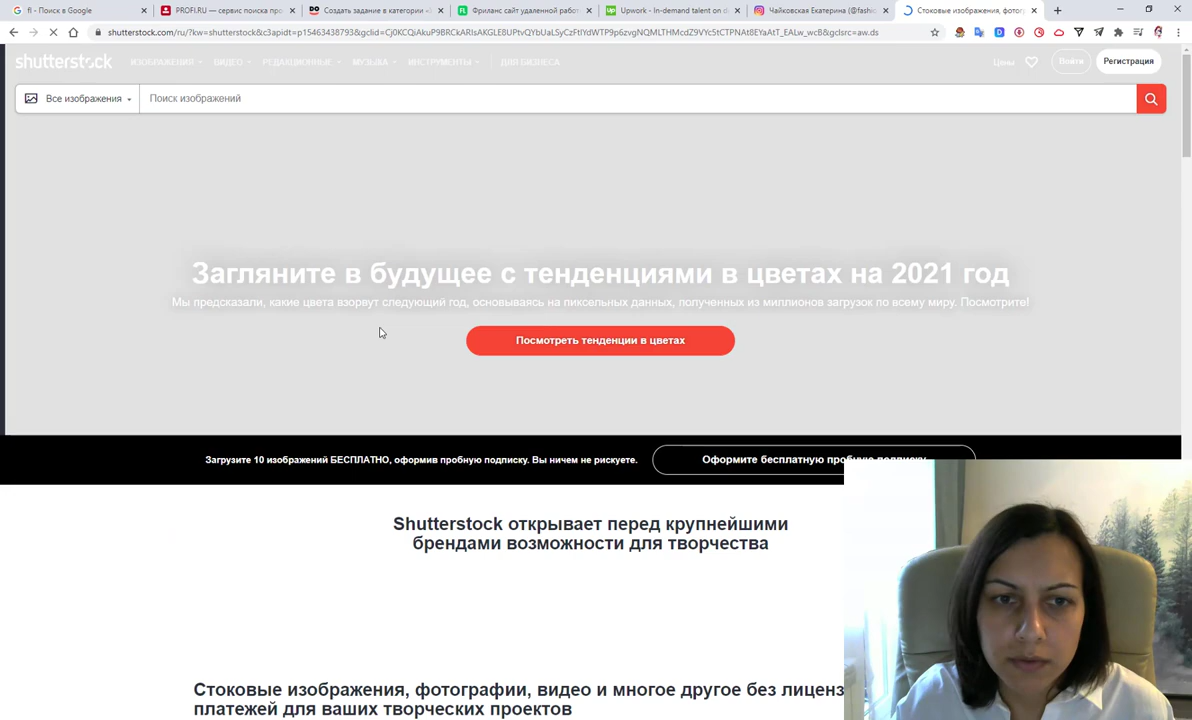 fl - Поиск в Google
PROFI.RU — сервис поиска про
Создать задание в категории «
Фриланс сайт удаленной работ
Upwork - In-demand talent on d
Чайковская Екатерина (@fashic
Стоковые изображения, фотог
shutterstock.com/ru/?kw=shutterstock&c3apidt=p15463438793&gclid=Cj0KCQiAkuP9BRCkARIsAKGLE8UPtvQYbUaLSyCzFtlYdWTP9p6zvgNQMLTHMcdZ9VYc5tCTPNAt8EYaAtT_EALw_wcB&gclsrc=aw.ds
shutterstock
ИЗОБРАЖЕНИЯ
ВИДЕО
РЕДАКЦИОННЫЕ
МУЗЫКА
ИНСТРУМЕНТЫ
ДЛЯ БИЗНЕСА
Цены
Войти
Регистрация
Все изображения
Поиск изображений
Загляните в будущее с тенденциями в цветах на 2021 год
Мы предсказали, какие цвета взорвут следующий год, основываясь на пиксельных данных, полученных из миллионов загрузок по всему миру. Посмотрите!
Посмотреть тенденции в цветах
Загрузите 10 изображений БЕСПЛАТНО, оформив пробную подписку. Вы ничем не рискуете.
Оформите бесплатную пробную подписку
Shutterstock открывает перед крупнейшими
брендами возможности для творчества
Стоковые изображения, фотографии, видео и многое другое без лиценз
платежей для ваших творческих проектов